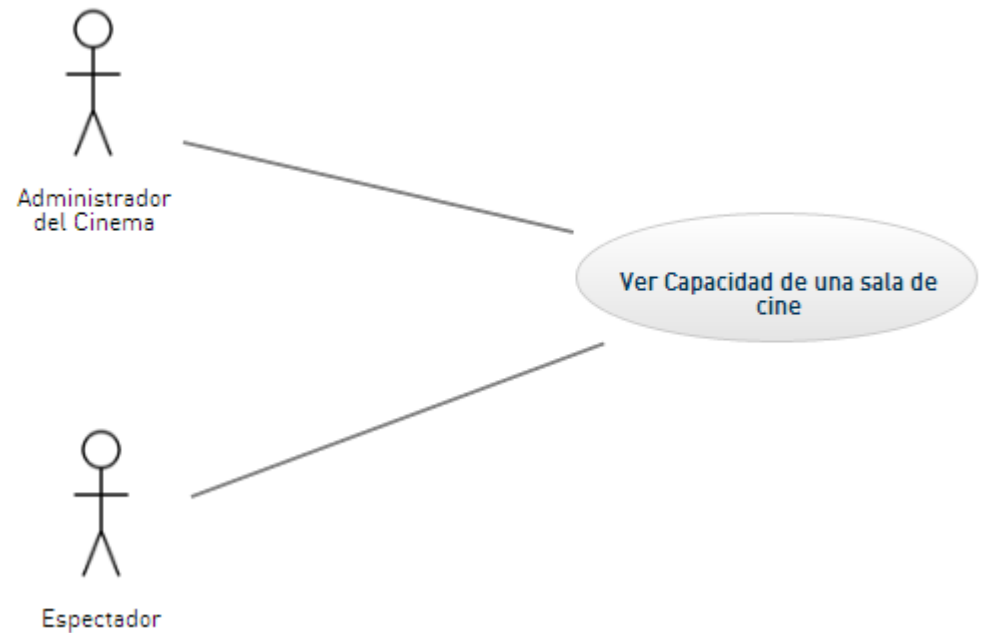 Administrador
del Cinema
Ver Capacidad de una sala de
cine
Espectador